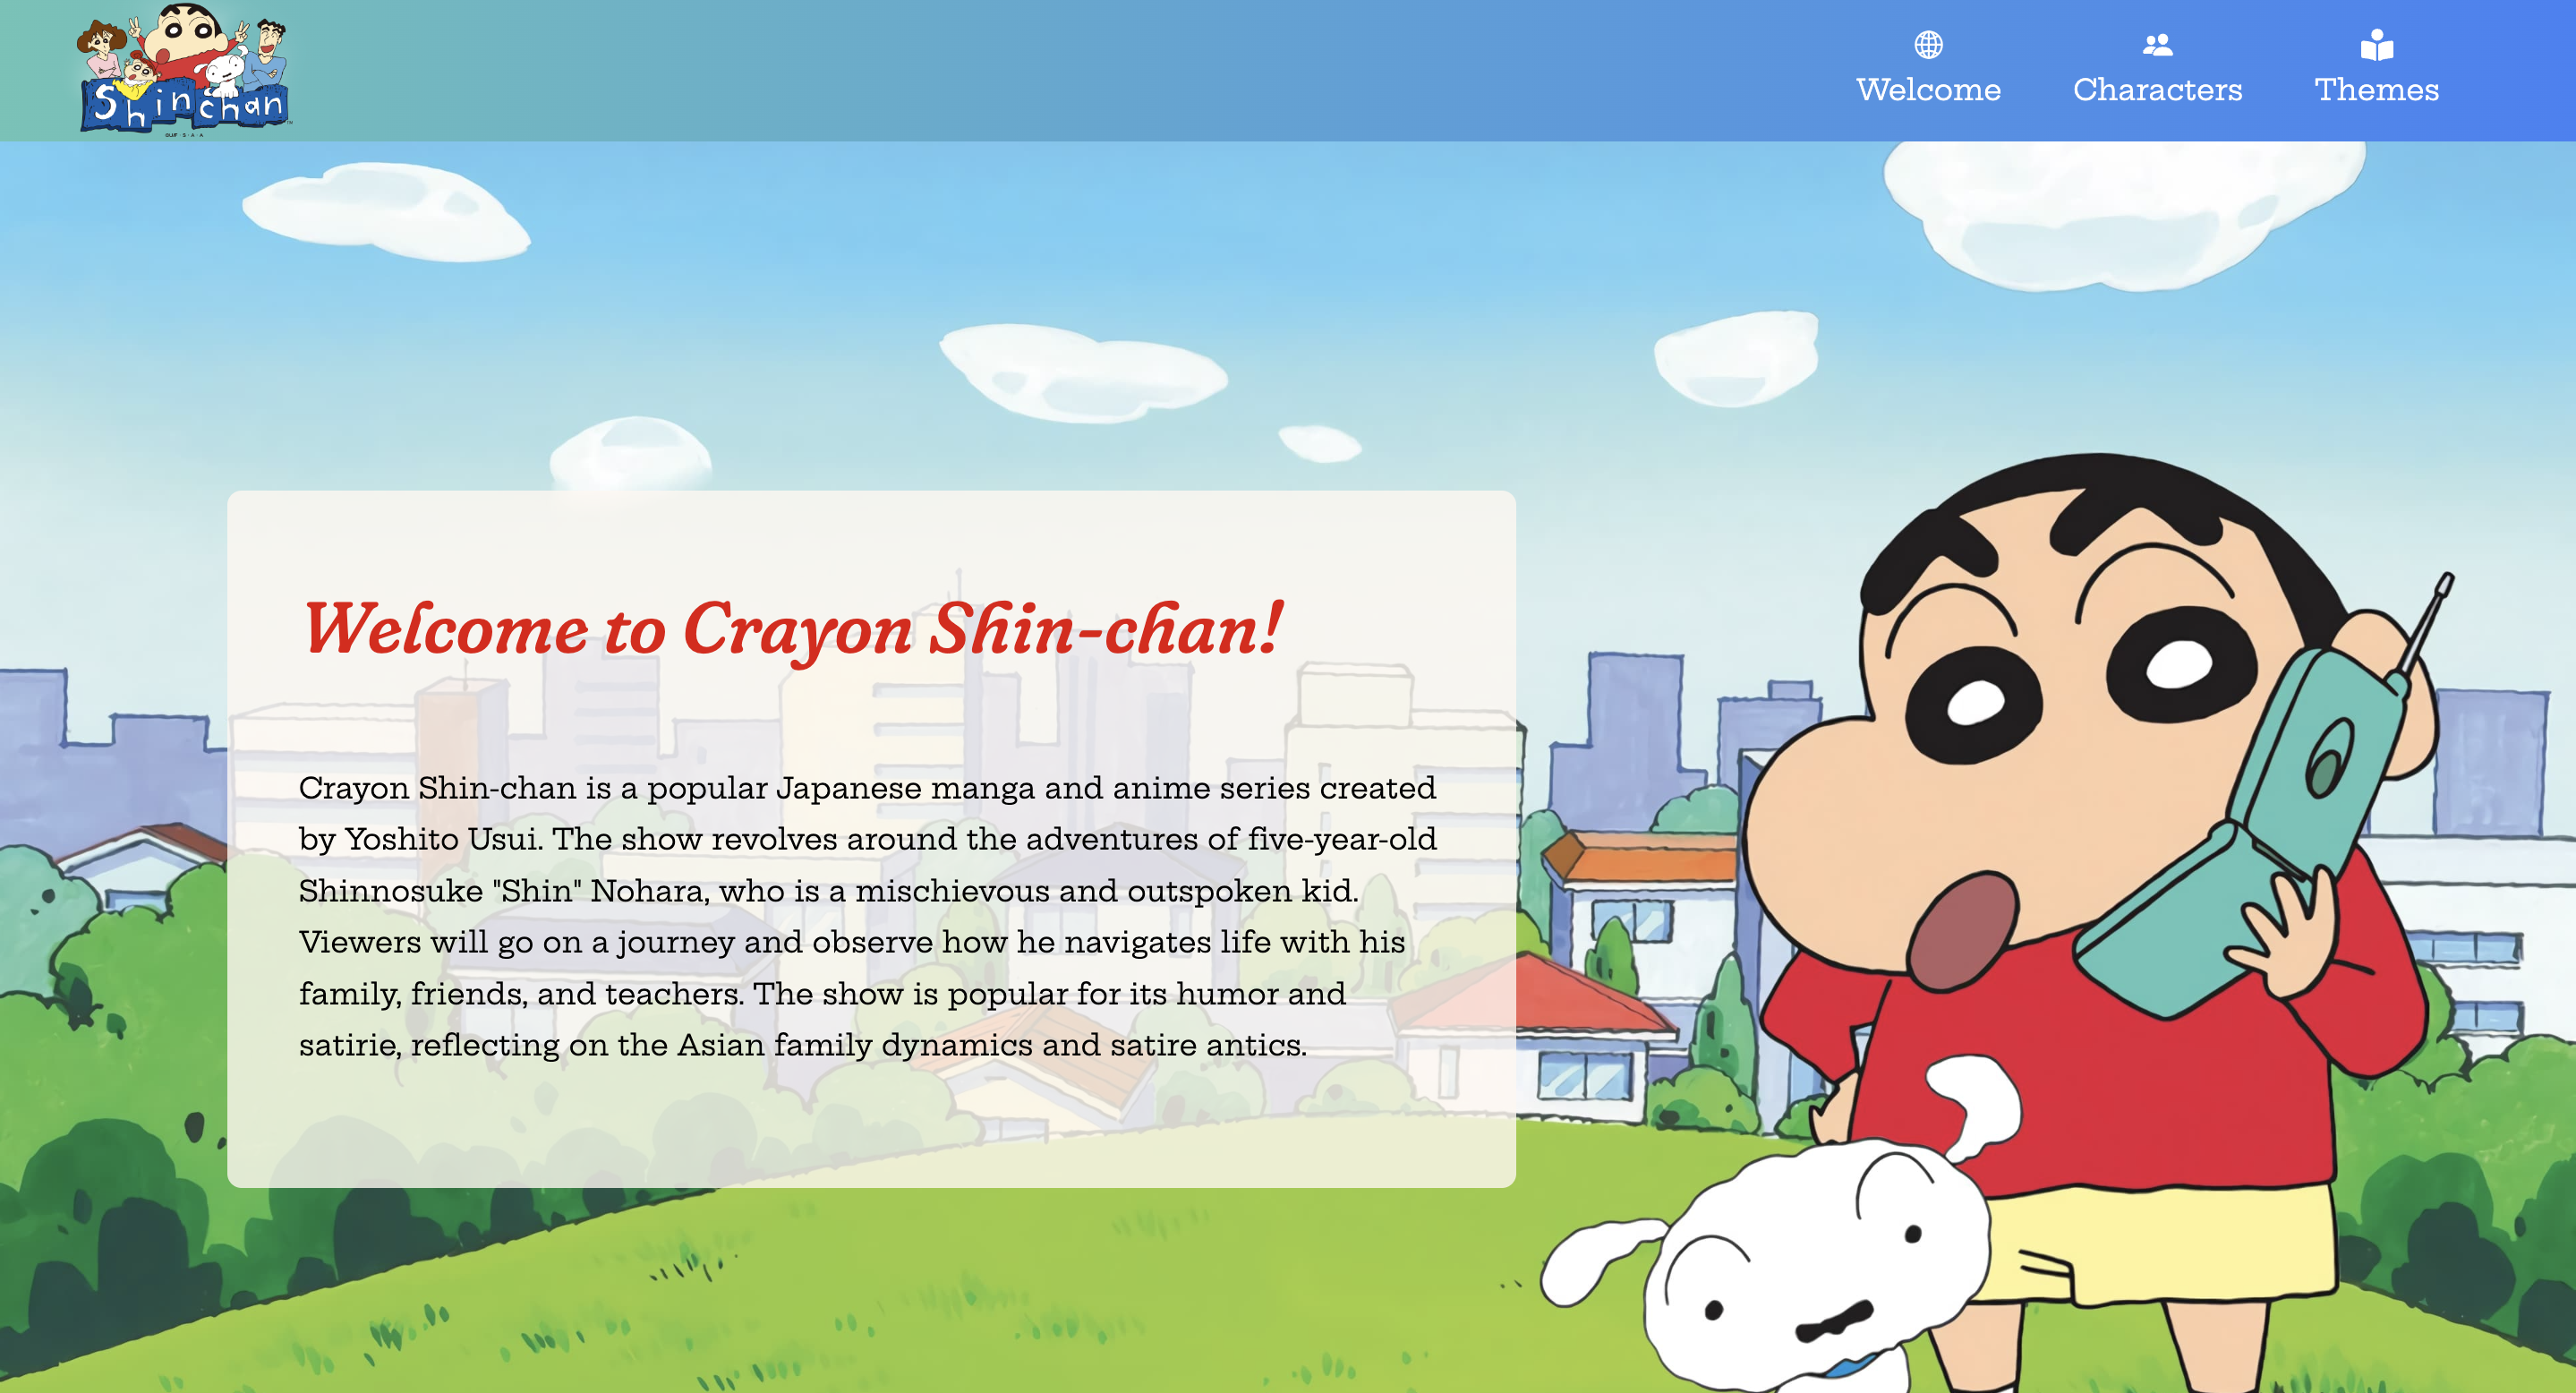 Shinchan
Welcome
Characters
Themes
Welcome to Crayon Shin-chan!
Crayon Shin-chan is a popular Japanese manga and anime series created
by Yoshito Usui. The show revolves around the adventures of five-year-old
Shinnosuke "Shin" Nohara, who is a mischievous and outspoken kid.
Viewers will go on a journey and observe how he navigates life with his
family, friends, and teachers. The show is popular for its humor and
satirie, reflecting on the Asian family dynamics and satire antics.